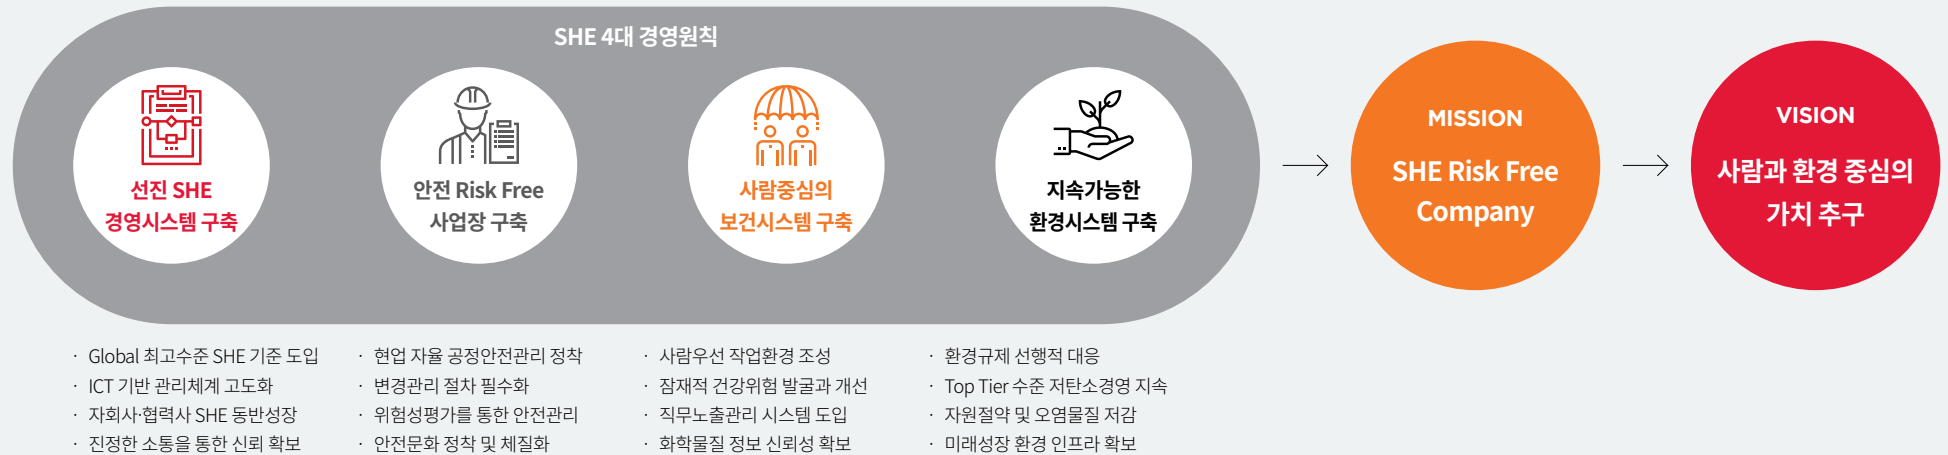 SHE 4대 경영원칙
선진 SHE
경영시스템 구축
안전 Risk Free
사업장 구축
사람중심의
보건시스템 구축
지속가능한
환경시스템 구축
MISSION
SHE Risk Free
Company
VISION
사람과 환경 중심의
가치 추구
· Global 최고수준 SHE 기준 도입
· ICT 기반 관리체계 고도화
· 자회사·협력사 SHE 동반성장
· 진정한 소통을 통한 신뢰 확보
· 현업 자율 공정안전관리 정착
· 변경관리 절차 필수화
· 위험성평가를 통한 안전관리
· 안전문화 정착 및 체질화
· 사람우선 작업환경 조성
· 잠재적 건강위험 발굴과 개선
· 직무노출관리 시스템 도입
· 화학물질 정보 신뢰성 확보
· 환경규제 선행적 대응
· Top Tier 수준 저탄소경영 지속
· 자원절약 및 오염물질 저감
· 미래성장 환경 인프라 확보